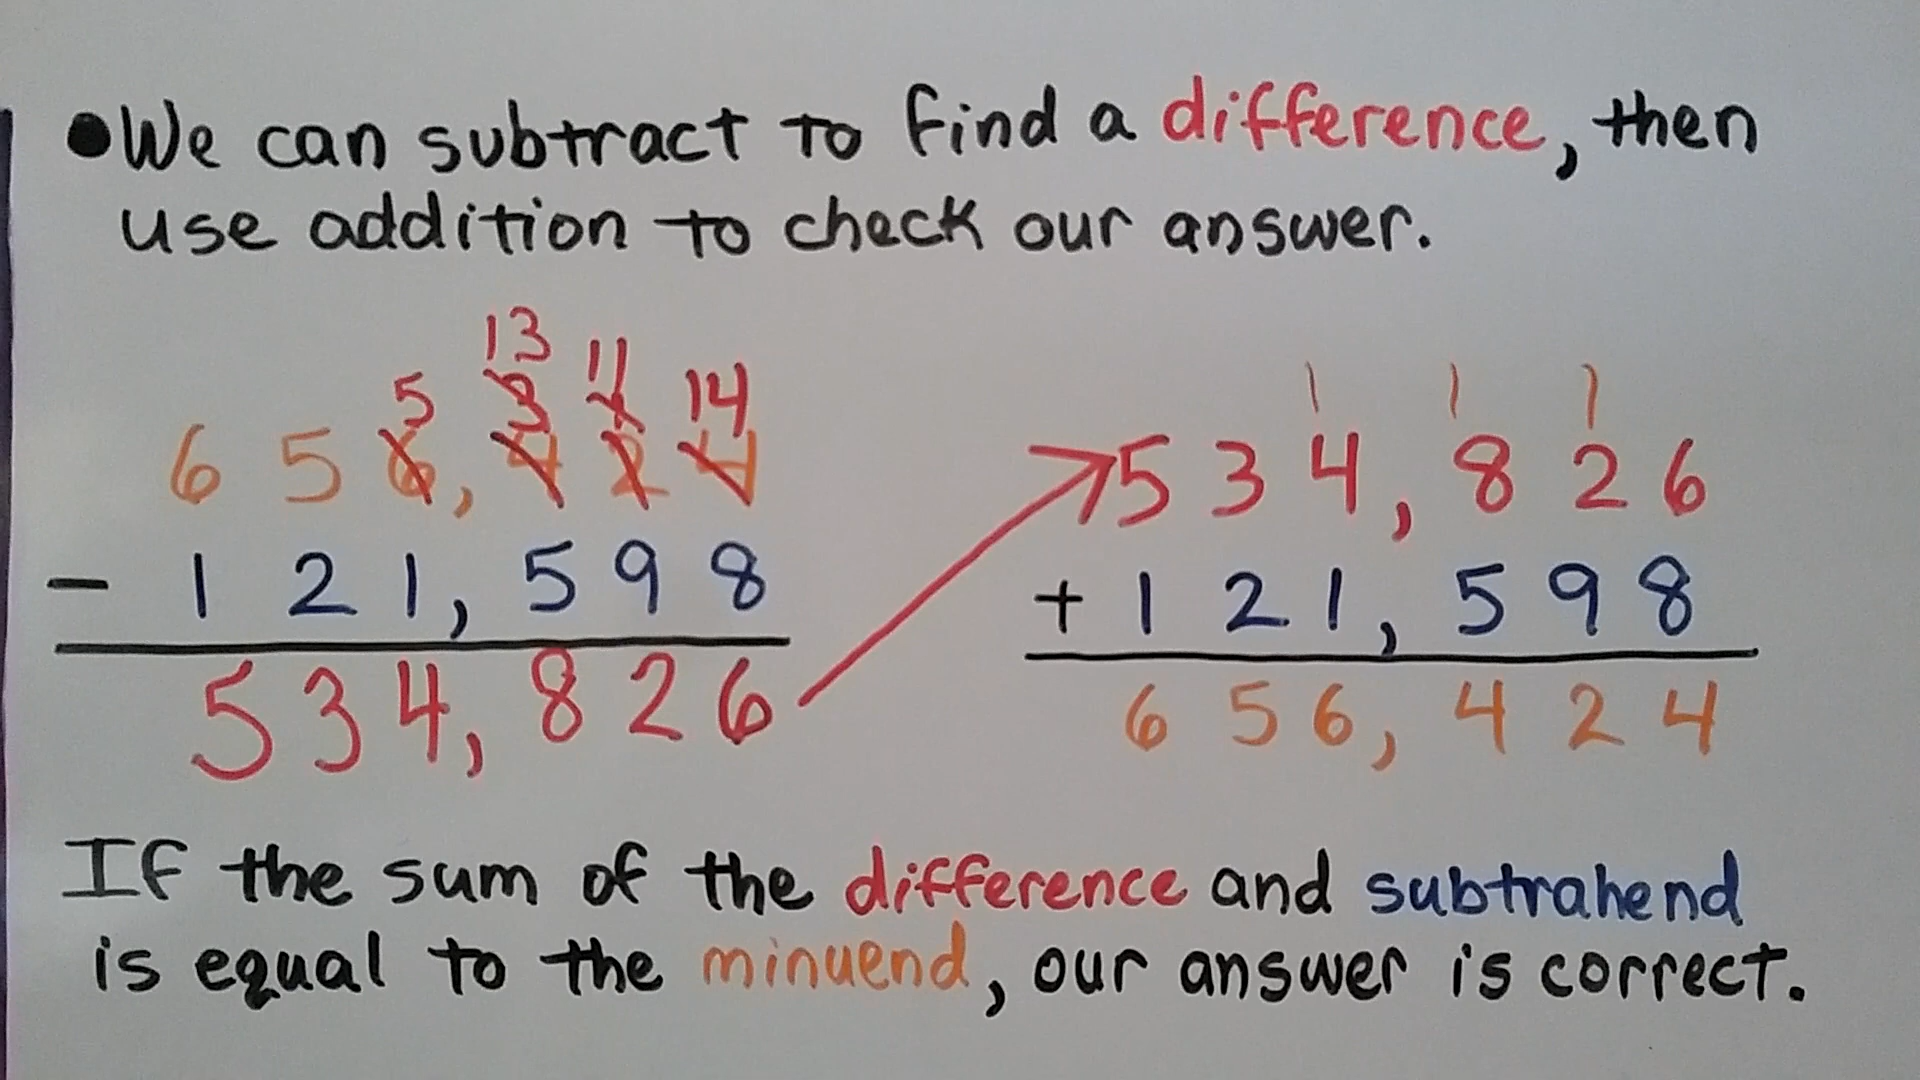 •We can subtract to find a difference, then
use addition to check our answer.
13
5 3 11 14
6 5 6, 4 2 4
- 1 2 1, 5 9 8
5 3 4, 8 2 6
1 1 1
5 3 4, 8 2 6
+ 1 2 1, 5 9 8
6 5 6, 4 2 4
If the sum of the difference and subtrahend
is equal to the minuend, our answer is correct.